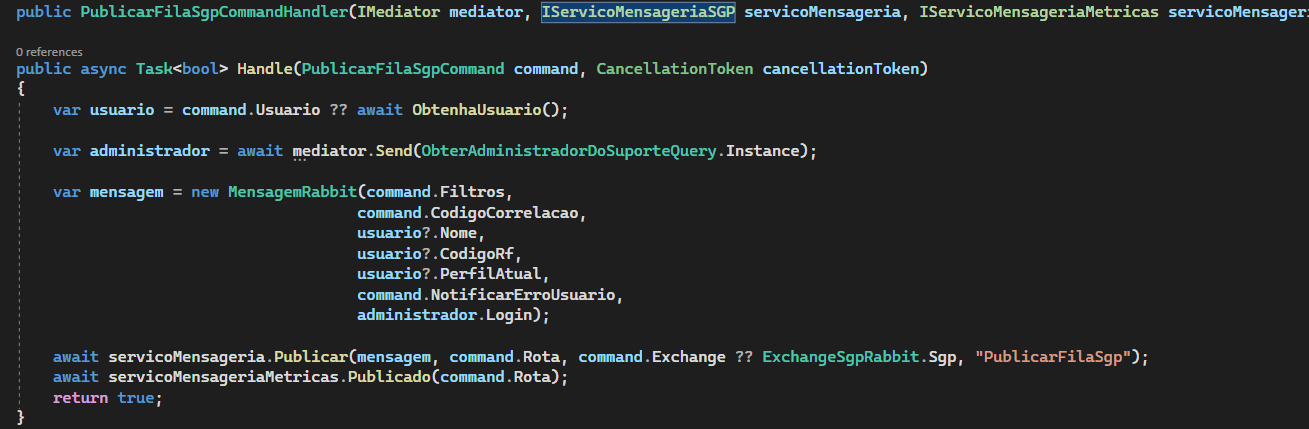 public PublicarFilaSgpCommandHandler(IMediator mediator, IServicoMensageriaSGP servicoMensageria, IServicoMensageriaMetricas servicoMensageri
0 references
public async Task<bool> Handle(PublicarFilaSgpCommand command, CancellationToken cancellationToken)
{
var usuario = command.Usuario ?? await ObtenhaUsuario();
var administrador = await mediator.Send(ObterAdministradorDoSuporteQuery.Instance);
var mensagem = new MensagemRabbit(command.Filtros,
command.CodigoCorrelacao,
usuario?.Nome,
usuario?.CodigoRf,
usuario?.PerfilAtual,
command.NotificarErroUsuario,
administrador.Login);
await servicoMensageria.Publicar(mensagem, command.Rota, command.Exchange ?? ExchangeSgpRabbit.Sgp, "PublicarFilaSgp");
await servicoMensageriaMetricas.Publicado(command.Rota);
return true;
}